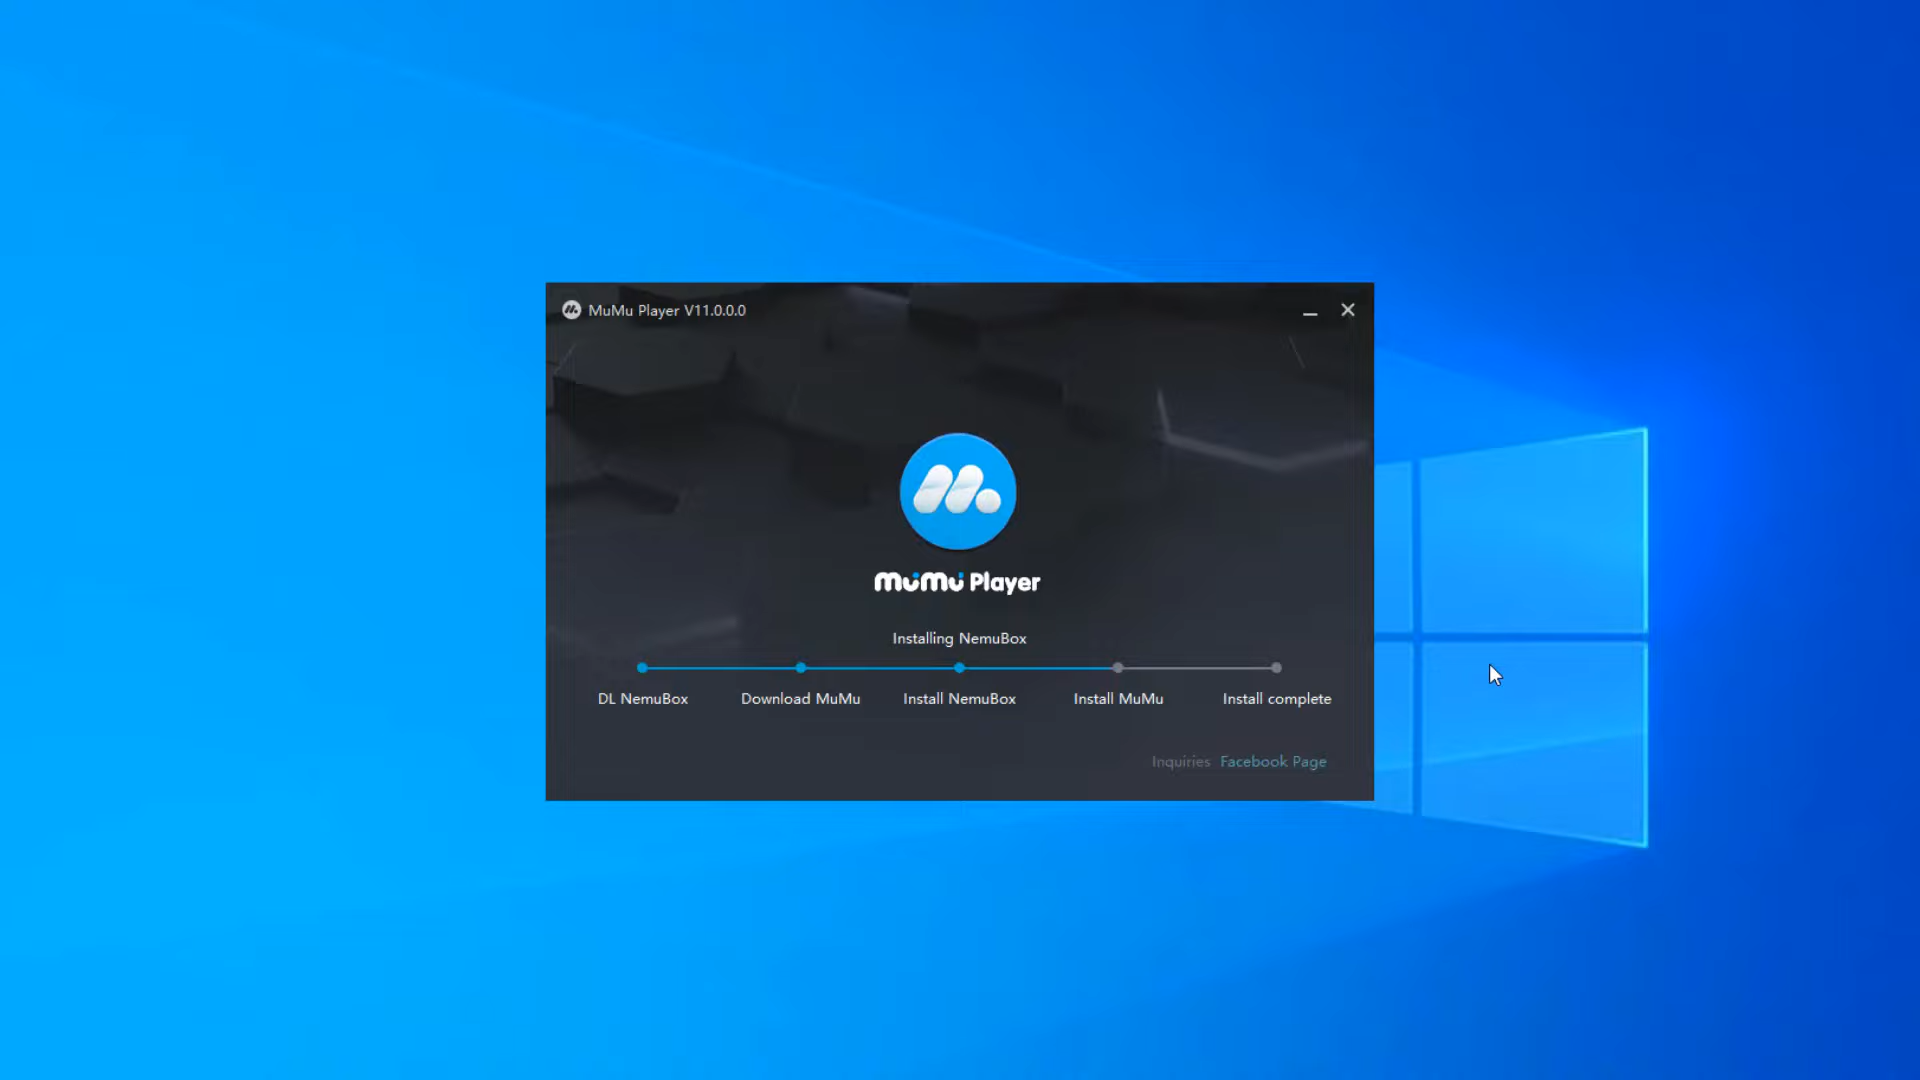 MuMu Player V11.0.0.0
MuMu Player
Installing NemuBox
DL NemuBox Download MuMu Install NemuBox Install MuMu Install complete
Inquiries Facebook Page